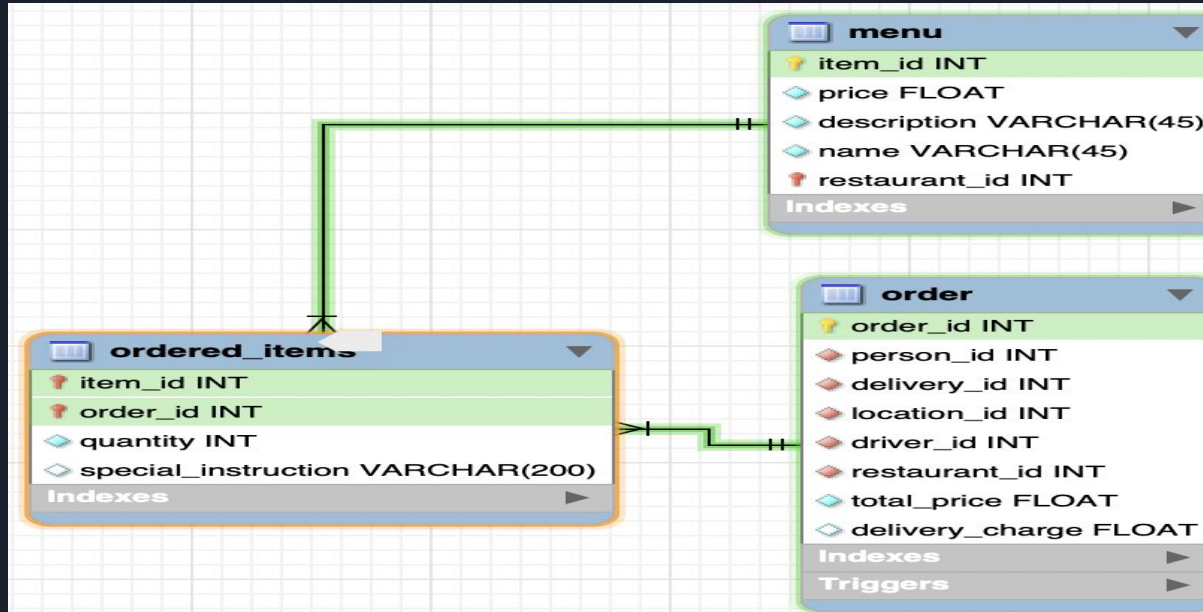 menu
item_id INT
price FLOAT
description VARCHAR(45)
name VARCHAR(45)
restaurant_id INT
Indexes
order
order_id INT
person_id INT
delivery_id INT
location_id INT
driver_id INT
restaurant_id INT
total_price FLOAT
delivery_charge FLOAT
Indexes
Triggers
ordered_items
item_id INT
order_id INT
quantity INT
special_instruction VARCHAR(200)
Indexes